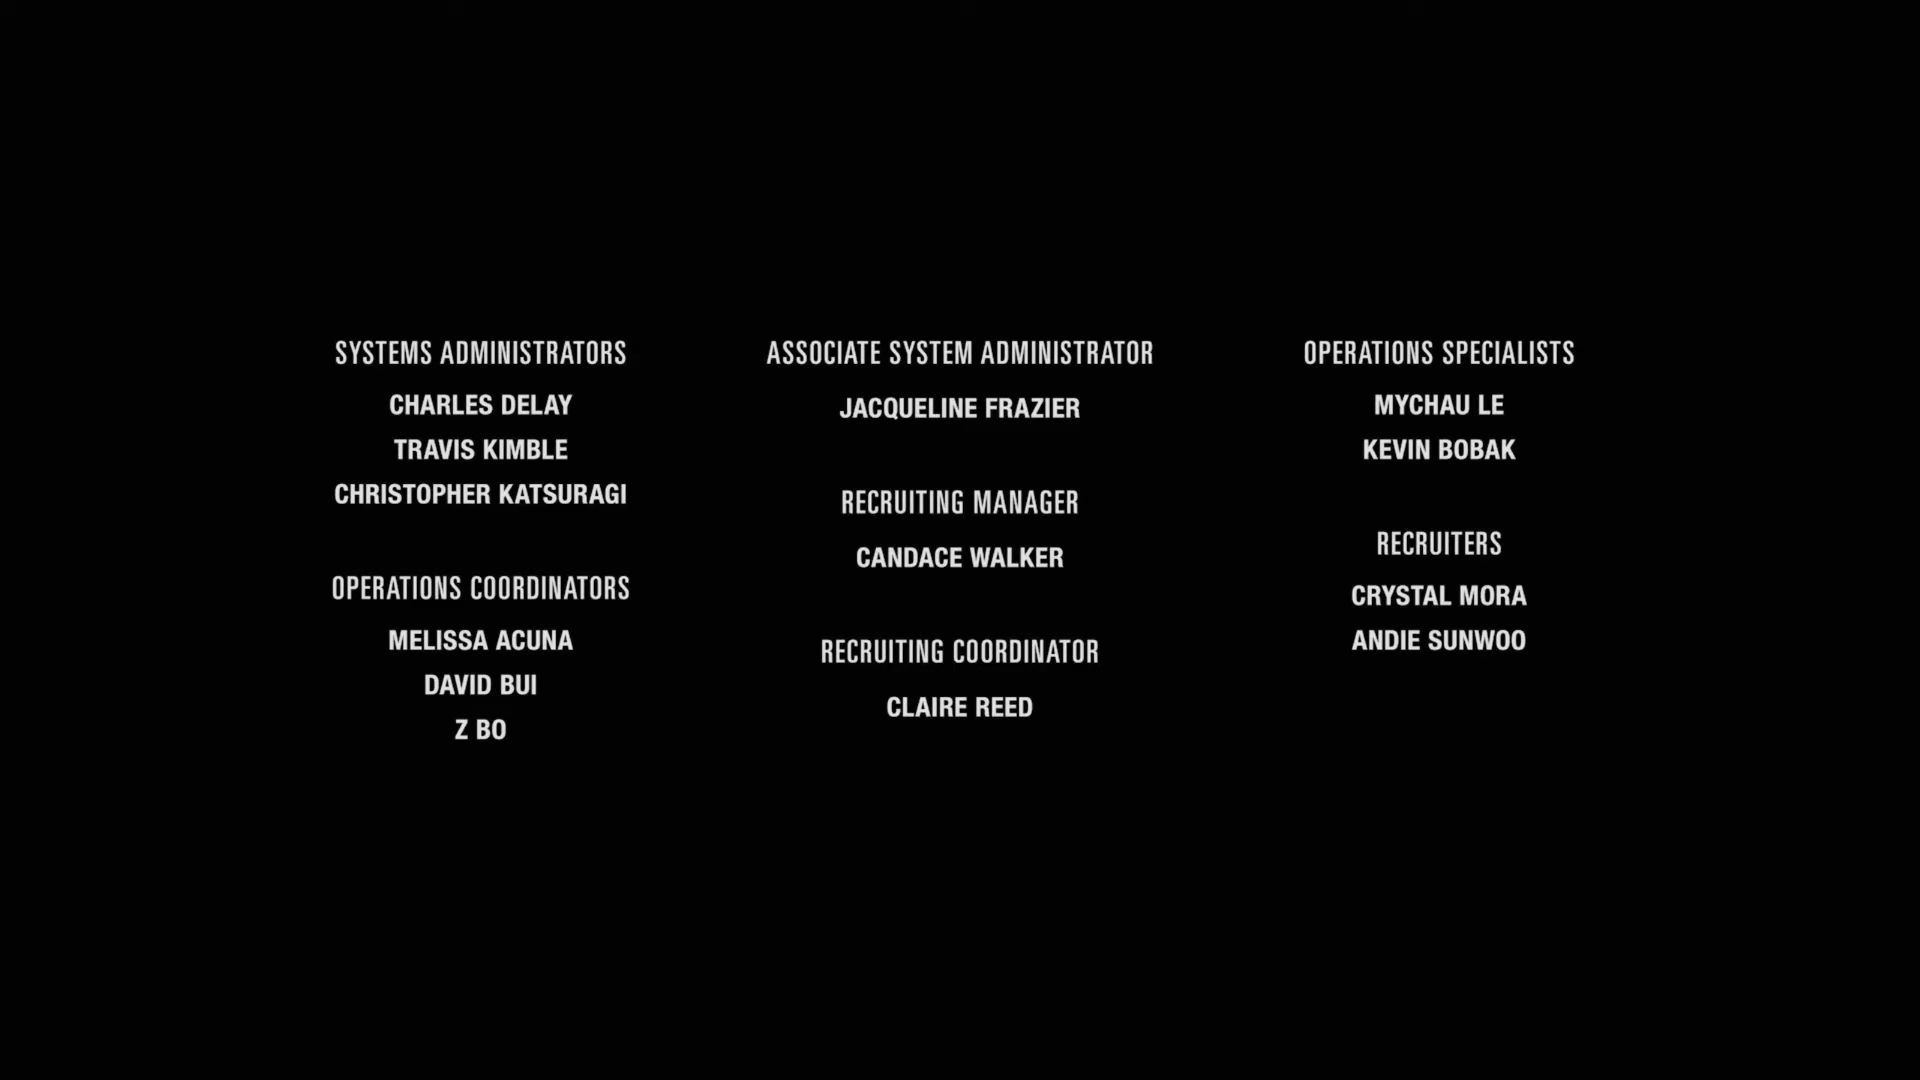 SYSTEMS ADMINISTRATORS
CHARLES DELAY
TRAVIS KIMBLE
CHRISTOPHER KATSURAGI
OPERATIONS COORDINATORS
MELISSA ACUNA
DAVID BUI
Z BO
ASSOCIATE SYSTEM ADMINISTRATOR
JACQUELINE FRAZIER
RECRUITING MANAGER
CANDACE WALKER
RECRUITING COORDINATOR
CLAIRE REED
OPERATIONS SPECIALISTS
MYCHAU LE
KEVIN BOBAK
RECRUITERS
CRYSTAL MORA
ANDIE SUNWOO